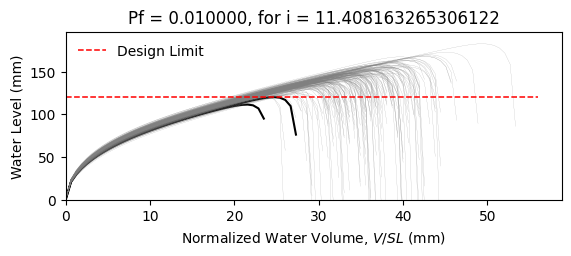 Pf = 0.010000, for i = 11.408163265306122
Design Limit
Water Level (mm)
150
100
50
0
0 10 20 30 40 50
Normalized Water Volume, V/SL (mm)